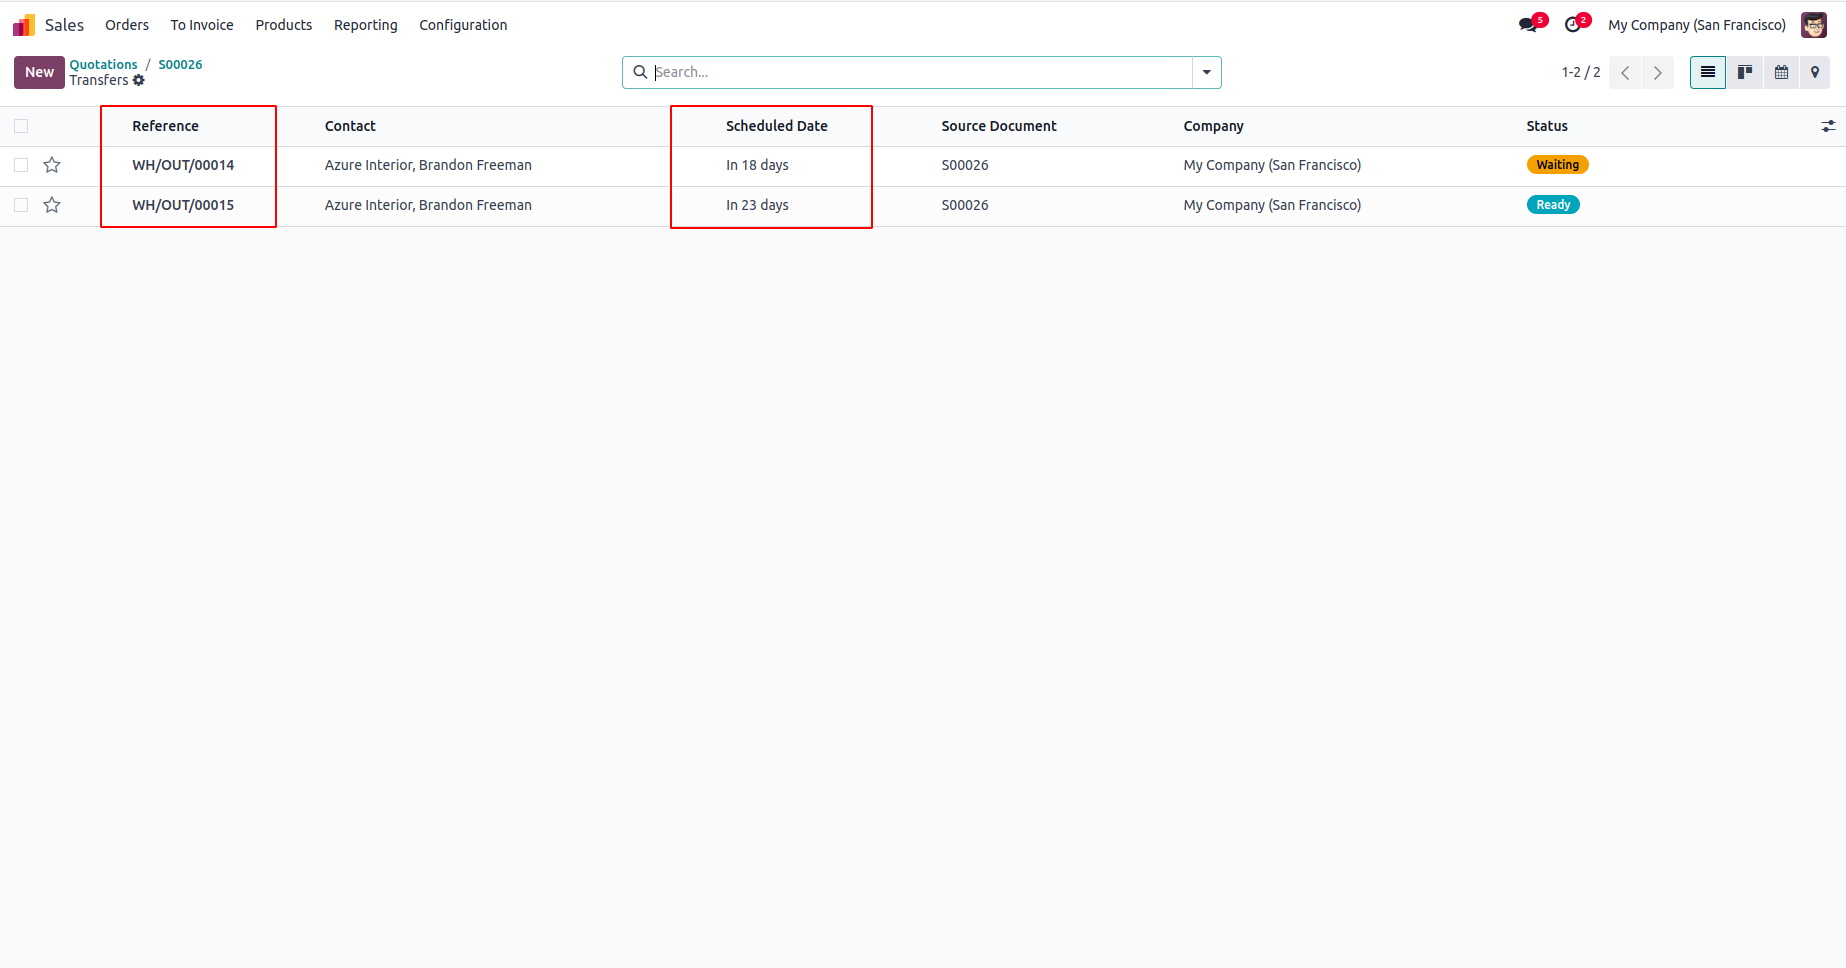 Sales Orders To Invoice Products Reporting Configuration 5 2 My Company (San Francisco)
New Quotations / S00026 Search... 1-2 / 2
Transfers
Reference Contact Scheduled Date Source Document Company Status
WH/OUT/00014 Azure Interior, Brandon Freeman In 18 days S00026 My Company (San Francisco) Waiting
WH/OUT/00015 Azure Interior, Brandon Freeman In 23 days S00026 My Company (San Francisco) Ready